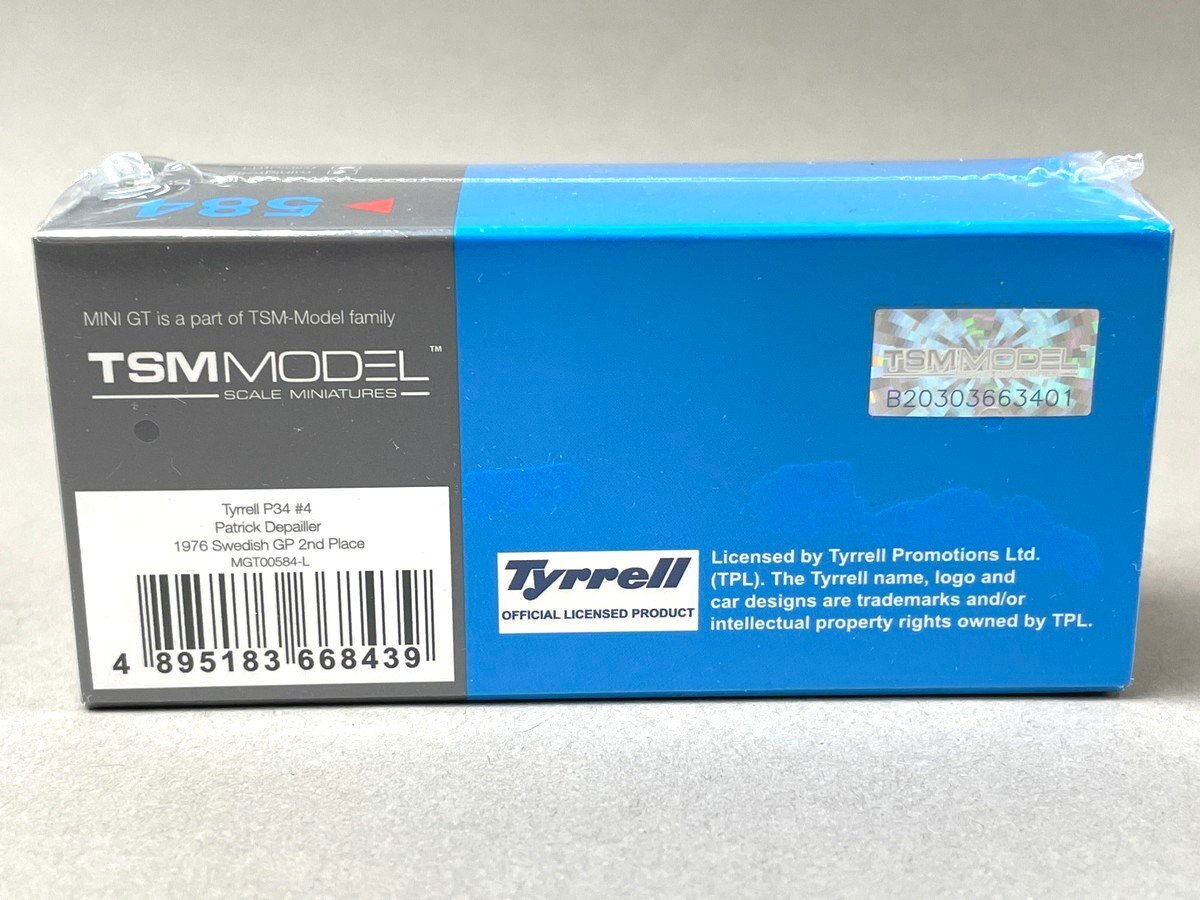 584
MINI GT is a part of TSM-Model family
TSMMODEL™
SCALE MINIATURES
TSMMODEL
B20303663401
Tyrrell P34 #4
Patrick Depailler
1976 Swedish GP 2nd Place
MGT00584-L
4 895183 668439
Tyrrell
OFFICIAL LICENSED PRODUCT
Licensed by Tyrrell Promotions Ltd.
(TPL). The Tyrrell name, logo and
car designs are trademarks and/or
intellectual property rights owned by TPL.